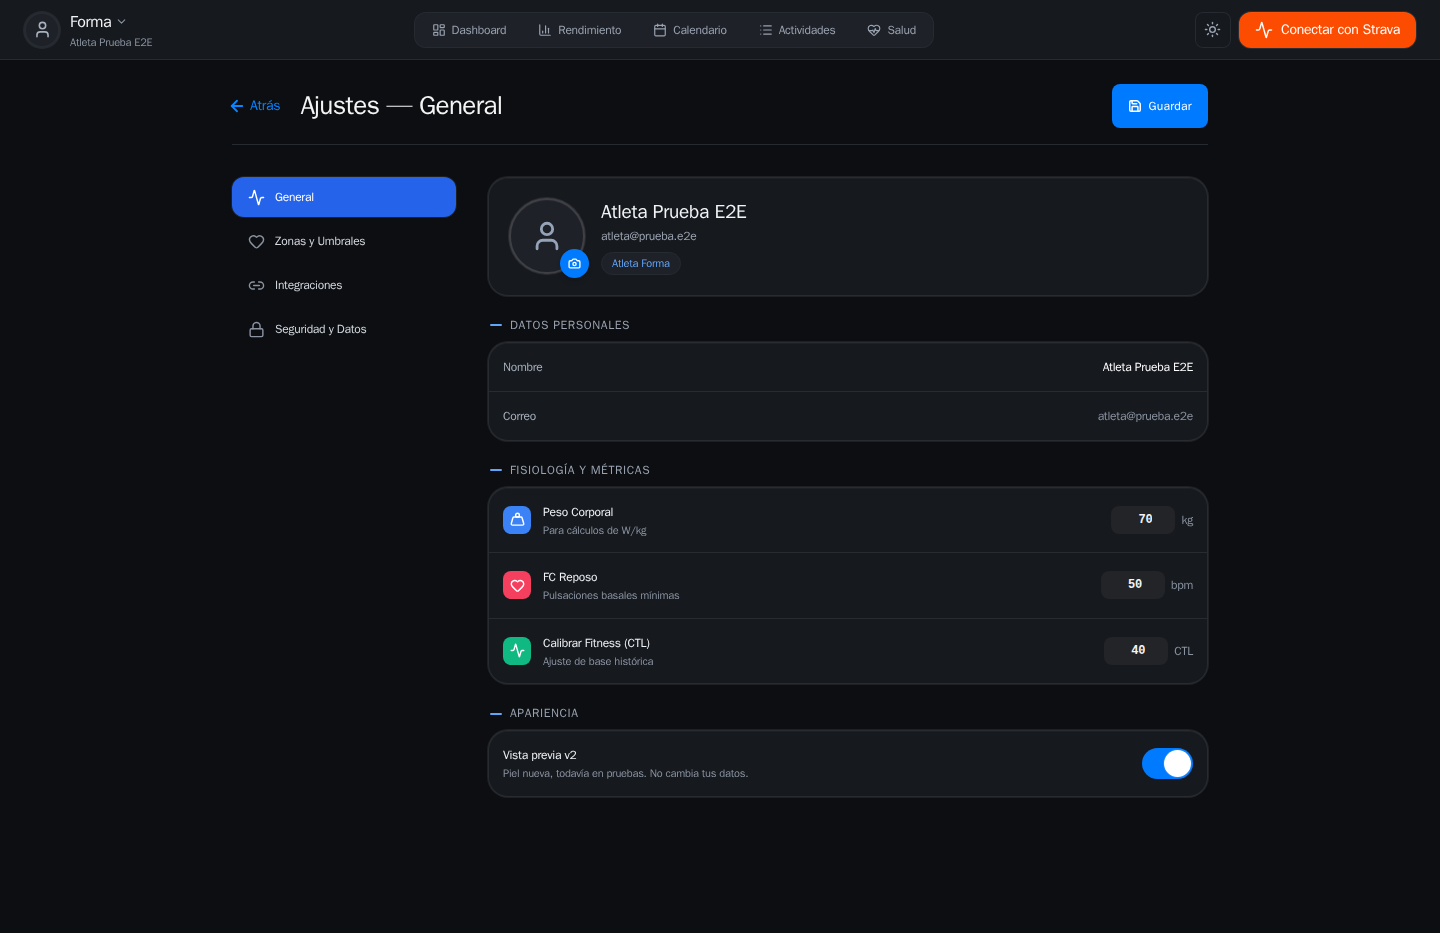 Forma
Atleta Prueba E2E
Dashboard
Rendimiento
Calendario
Actividades
Salud
Conectar con Strava
Atrás
Ajustes — General
Guardar
General
Zonas y Umbrales
Integraciones
Seguridad y Datos
Atleta Prueba E2E
atleta@prueba.e2e
Atleta Forma
DATOS PERSONALES
Nombre
Atleta Prueba E2E
Correo
atleta@prueba.e2e
FISIOLOGÍA Y MÉTRICAS
Peso Corporal
Para cálculos de W/kg
70 kg
FC Reposo
Pulsaciones basales mínimas
50 bpm
Calibrar Fitness (CTL)
Ajuste de base histórica
40 CTL
APARIENCIA
Vista previa v2
Piel nueva, todavía en pruebas. No cambia tus datos.